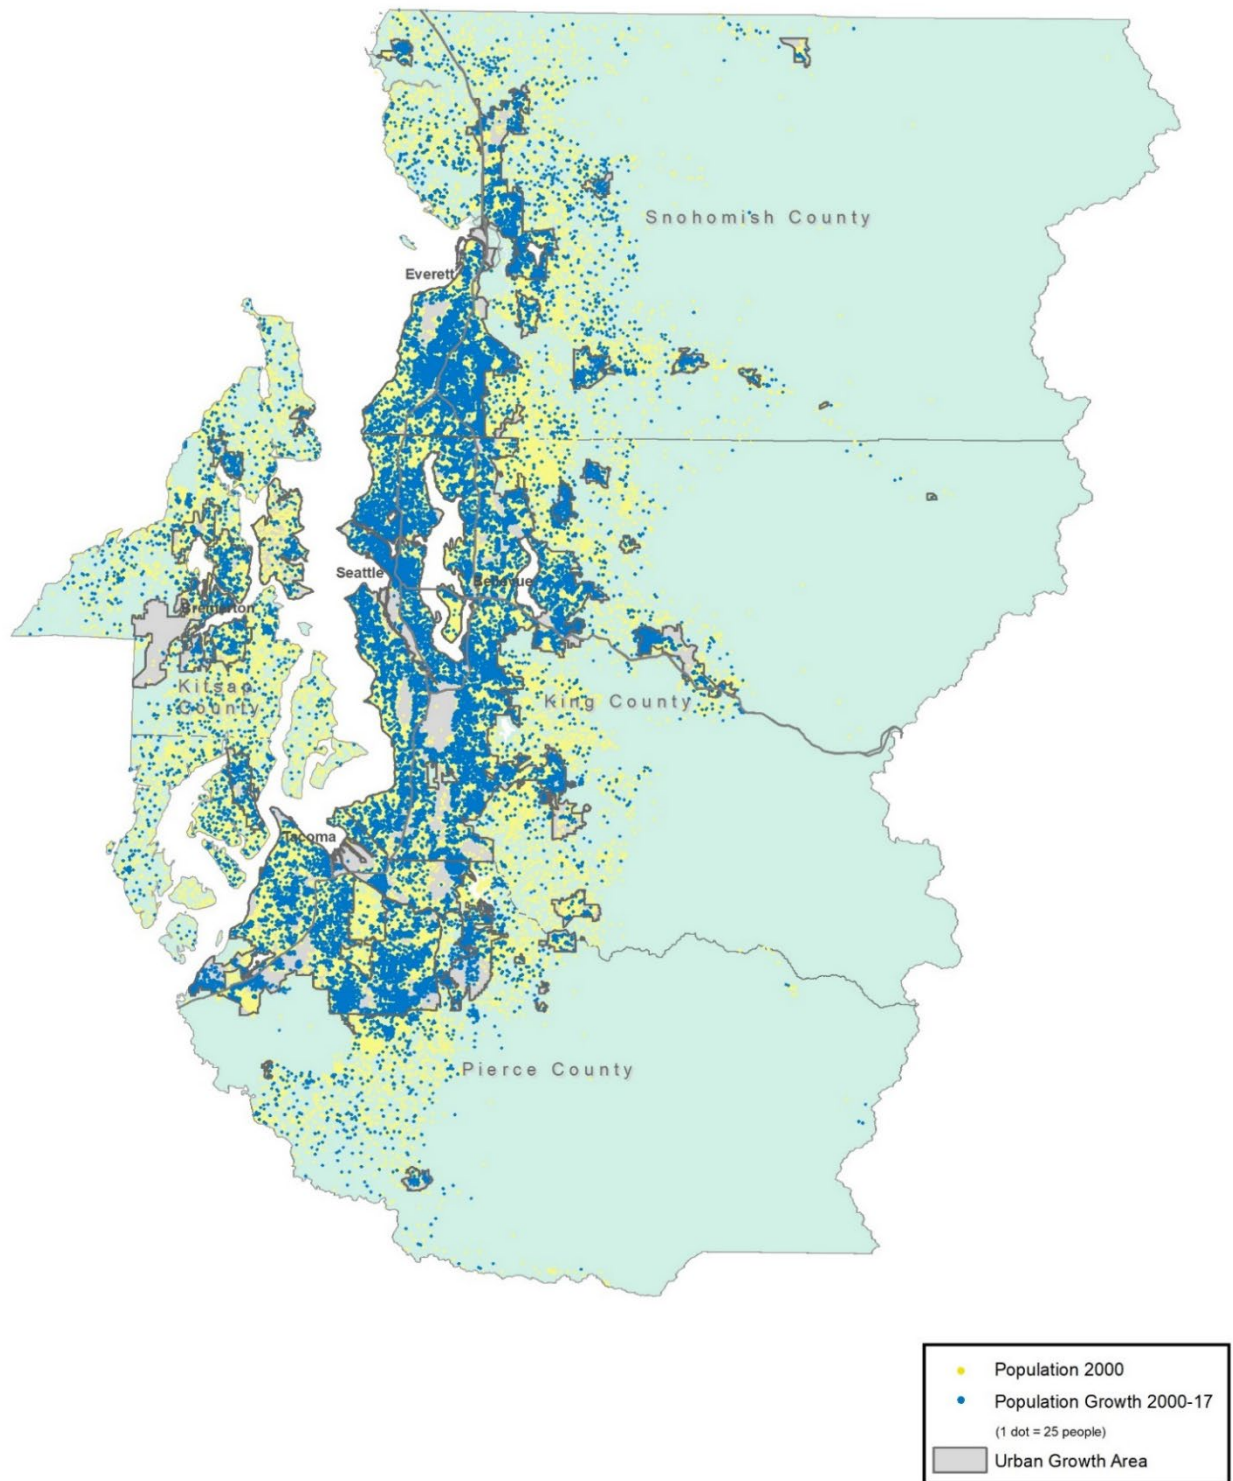 Snohomish County
Everett
Seattle
Bellevue
Bremerton
Kitsap
County
King County
Tacoma
Pierce County
Population 2000
Population Growth 2000-17
(1 dot = 25 people)
Urban Growth Area